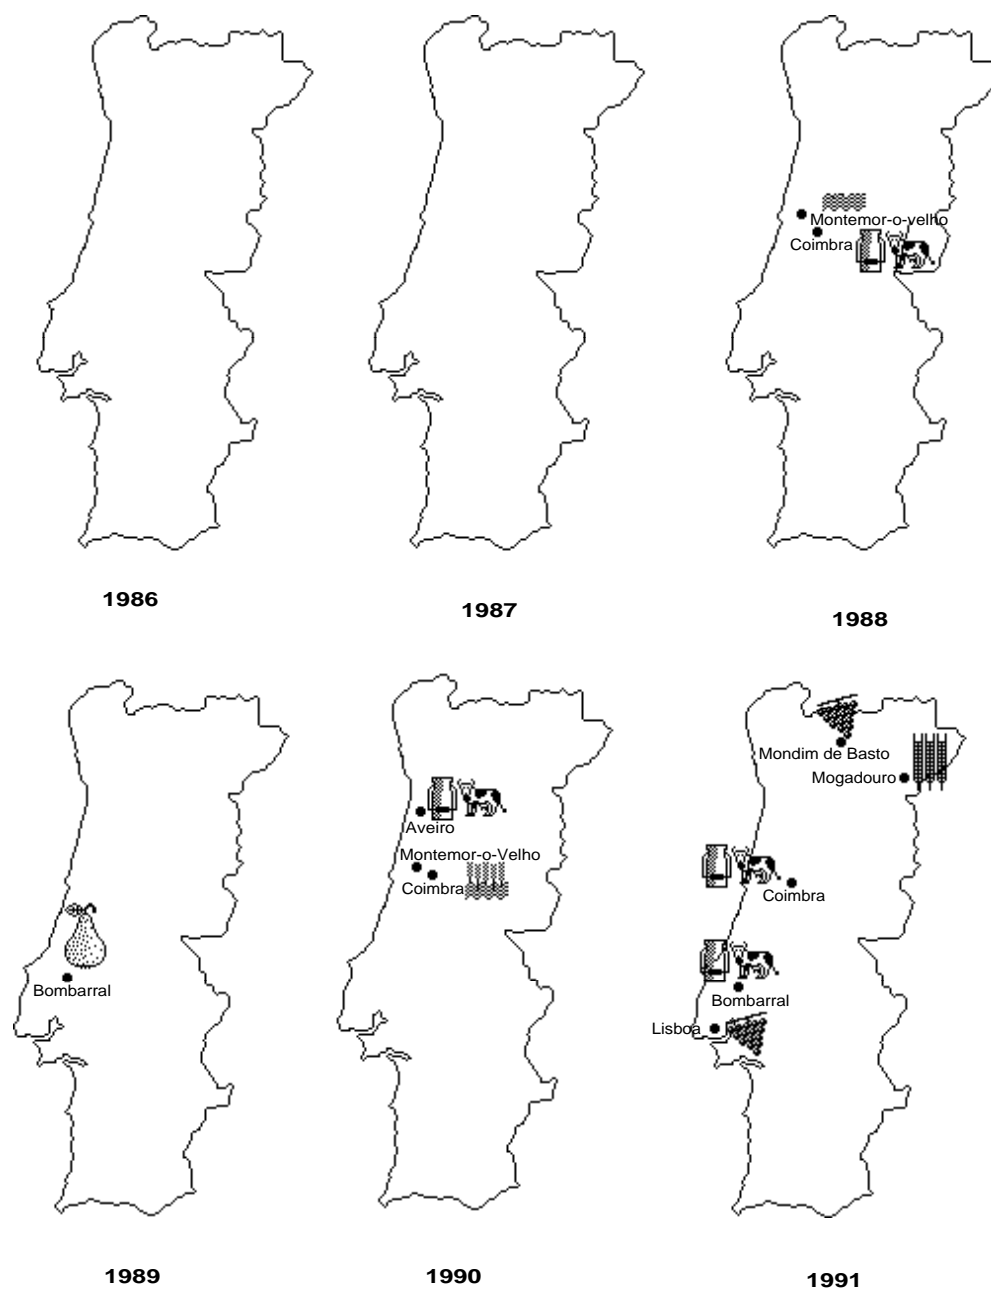 Montemor-o-velho
Coimbra
1986
1987
1988
Bombarral
1989
Aveiro
Montemor-o-Velho
Coimbra
1990
Mondim de Basto
Mogadouro
Coimbra
Bombarral
Lisboa
1991